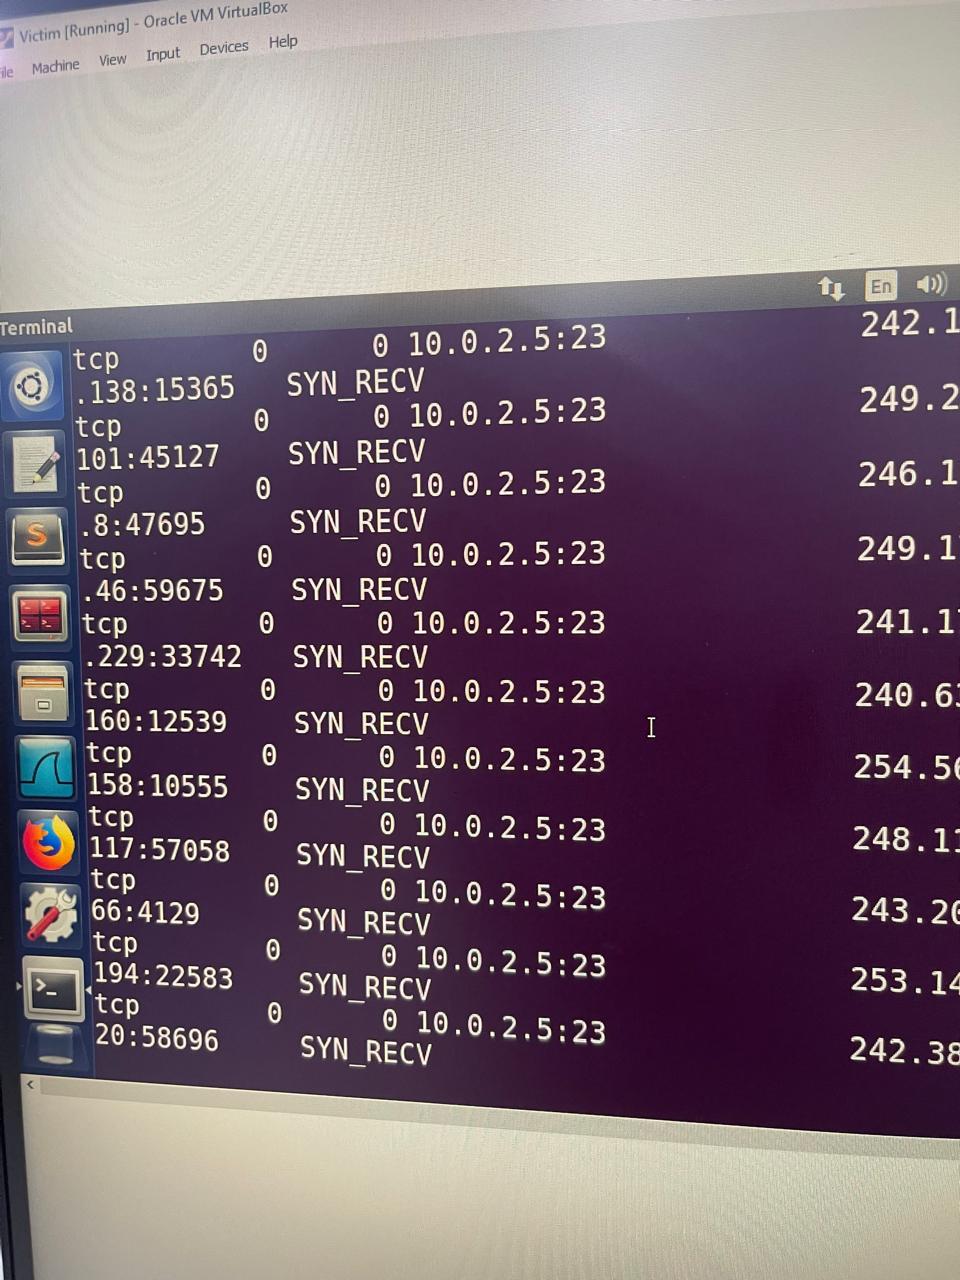 Victim [Running] - Oracle VM VirtualBox
Machine View Input Devices Help
En
Terminal
tcp 0 0 10.0.2.5:23 242.1
.138:15365 SYN_RECV
tcp 0 0 10.0.2.5:23 249.2
101:45127 SYN_RECV
tcp 0 0 10.0.2.5:23 246.1
.8:47695 SYN_RECV
tcp 0 0 10.0.2.5:23 249.1
.46:59675 SYN_RECV
tcp 0 0 10.0.2.5:23 241.1
.229:33742 SYN_RECV
tcp 0 0 10.0.2.5:23 240.63
160:12539 SYN_RECV
tcp 0 0 10.0.2.5:23 254.56
158:10555 SYN_RECV
tcp 0 0 10.0.2.5:23 248.11
117:57058 SYN_RECV
tcp 0 0 10.0.2.5:23 243.20
66:4129 SYN_RECV
tcp 0 0 10.0.2.5:23 253.14
194:22583 SYN_RECV
tcp 0 0 10.0.2.5:23 242.38
20:58696 SYN_RECV